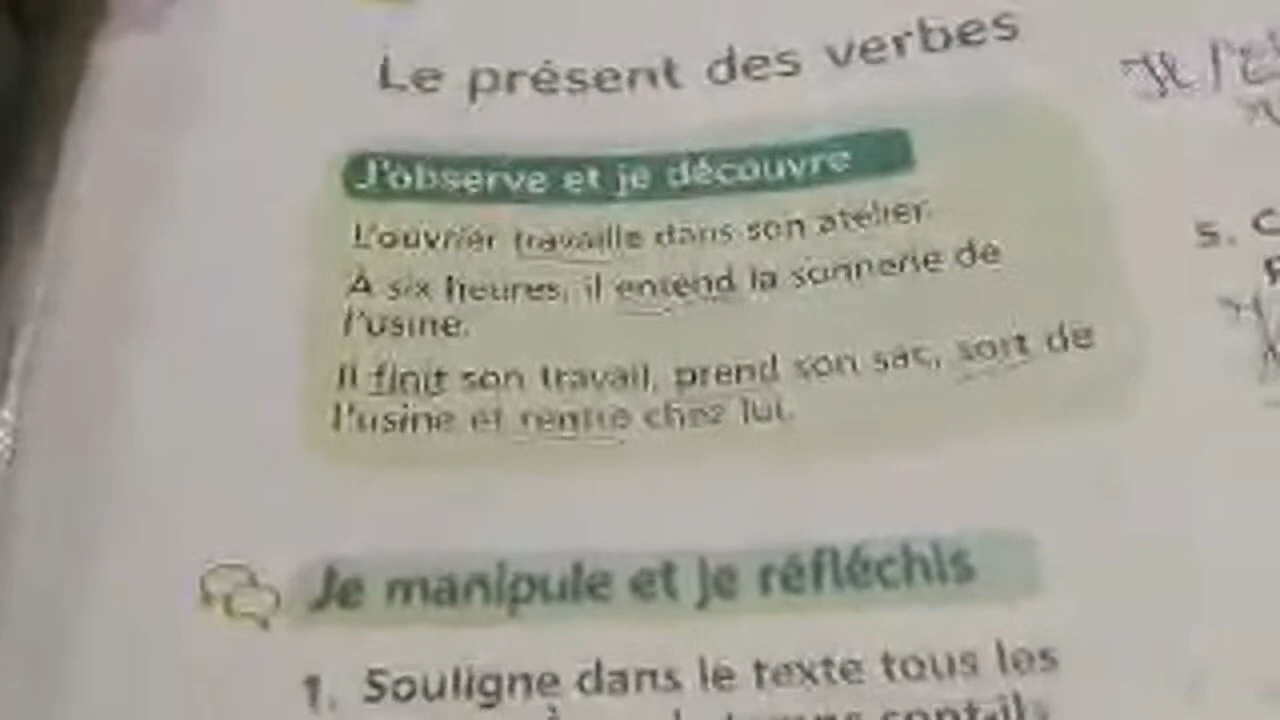 Le présent des verbes
J'observe et je découvre
L'ouvrier travaille dans son atelier.
À six heures, il entend la sonnerie de
l'usine.
Il finit son travail, prend son sac, sort de
l'usine et rentre chez lui.
Je manipule et je réfléchis
1. Souligne dans le texte tous les
5. C